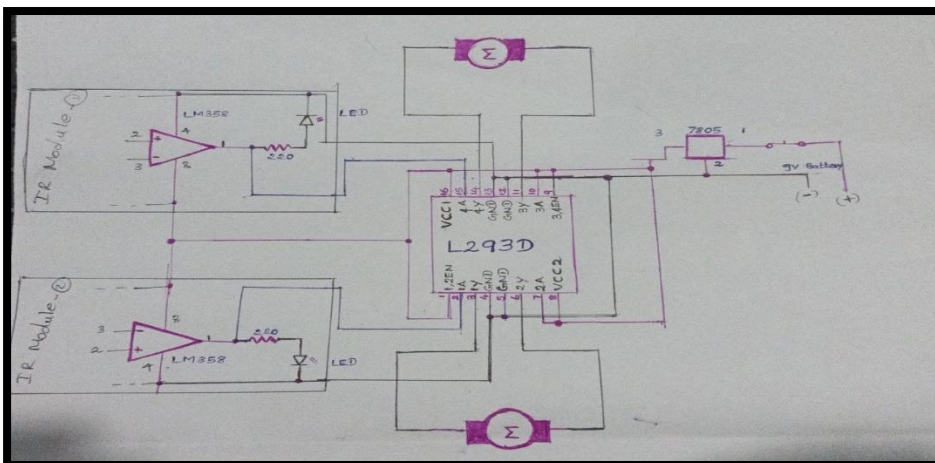 IR Module-①
LM358
2
3
+
-
4
8
1
220
LED
M
3
7805
1
2
9V Battery
(-)
(+)
16
15
14
13
12
11
10
9
VCC1
4A
4Y
GND
GND
3Y
3A
3,4EN
L293D
1,2EN
1A
1Y
GND
GND
2Y
2A
VCC2
1
2
3
4
5
6
7
8
IR Module-②
3
2
-
+
8
1
4
LM358
220
LED
M